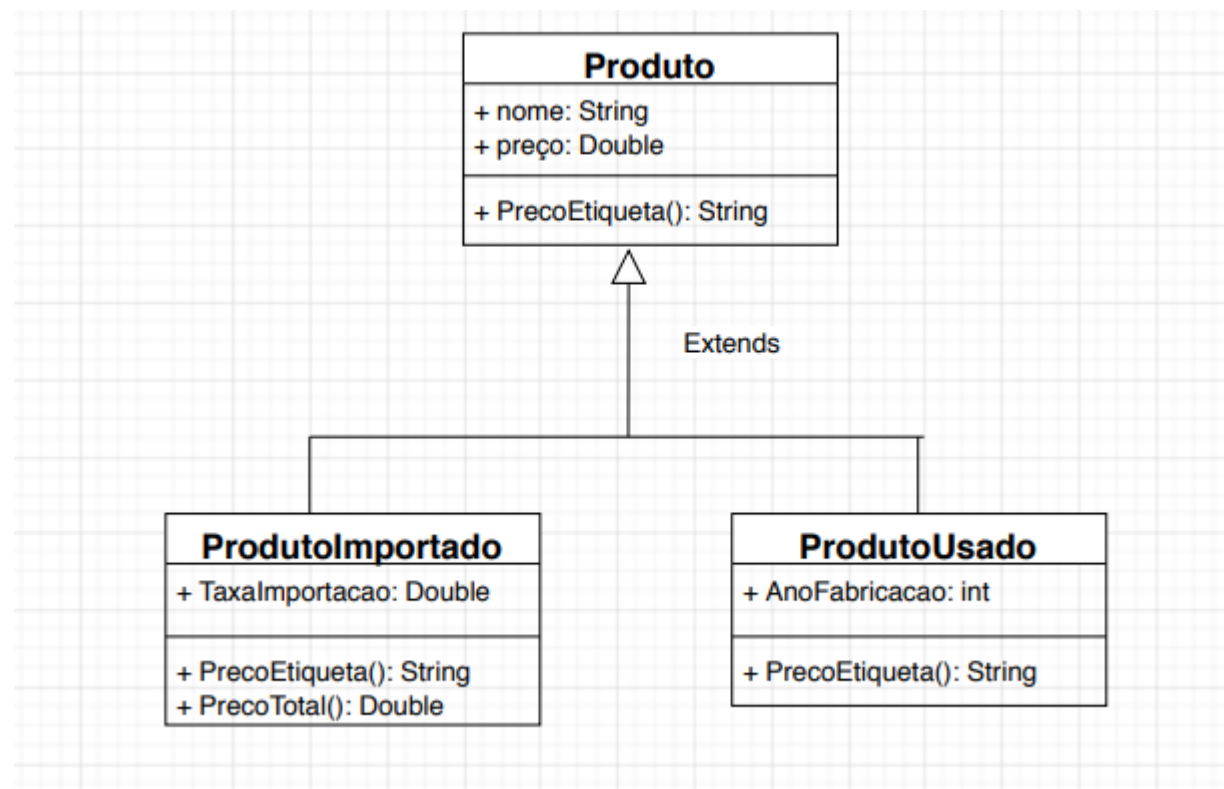 Produto
+ nome: String
+ preço: Double
+ PrecoEtiqueta(): String
Extends
ProdutoImportado
+ TaxaImportacao: Double
+ PrecoEtiqueta(): String
+ PrecoTotal(): Double
ProdutoUsado
+ AnoFabricacao: int
+ PrecoEtiqueta(): String